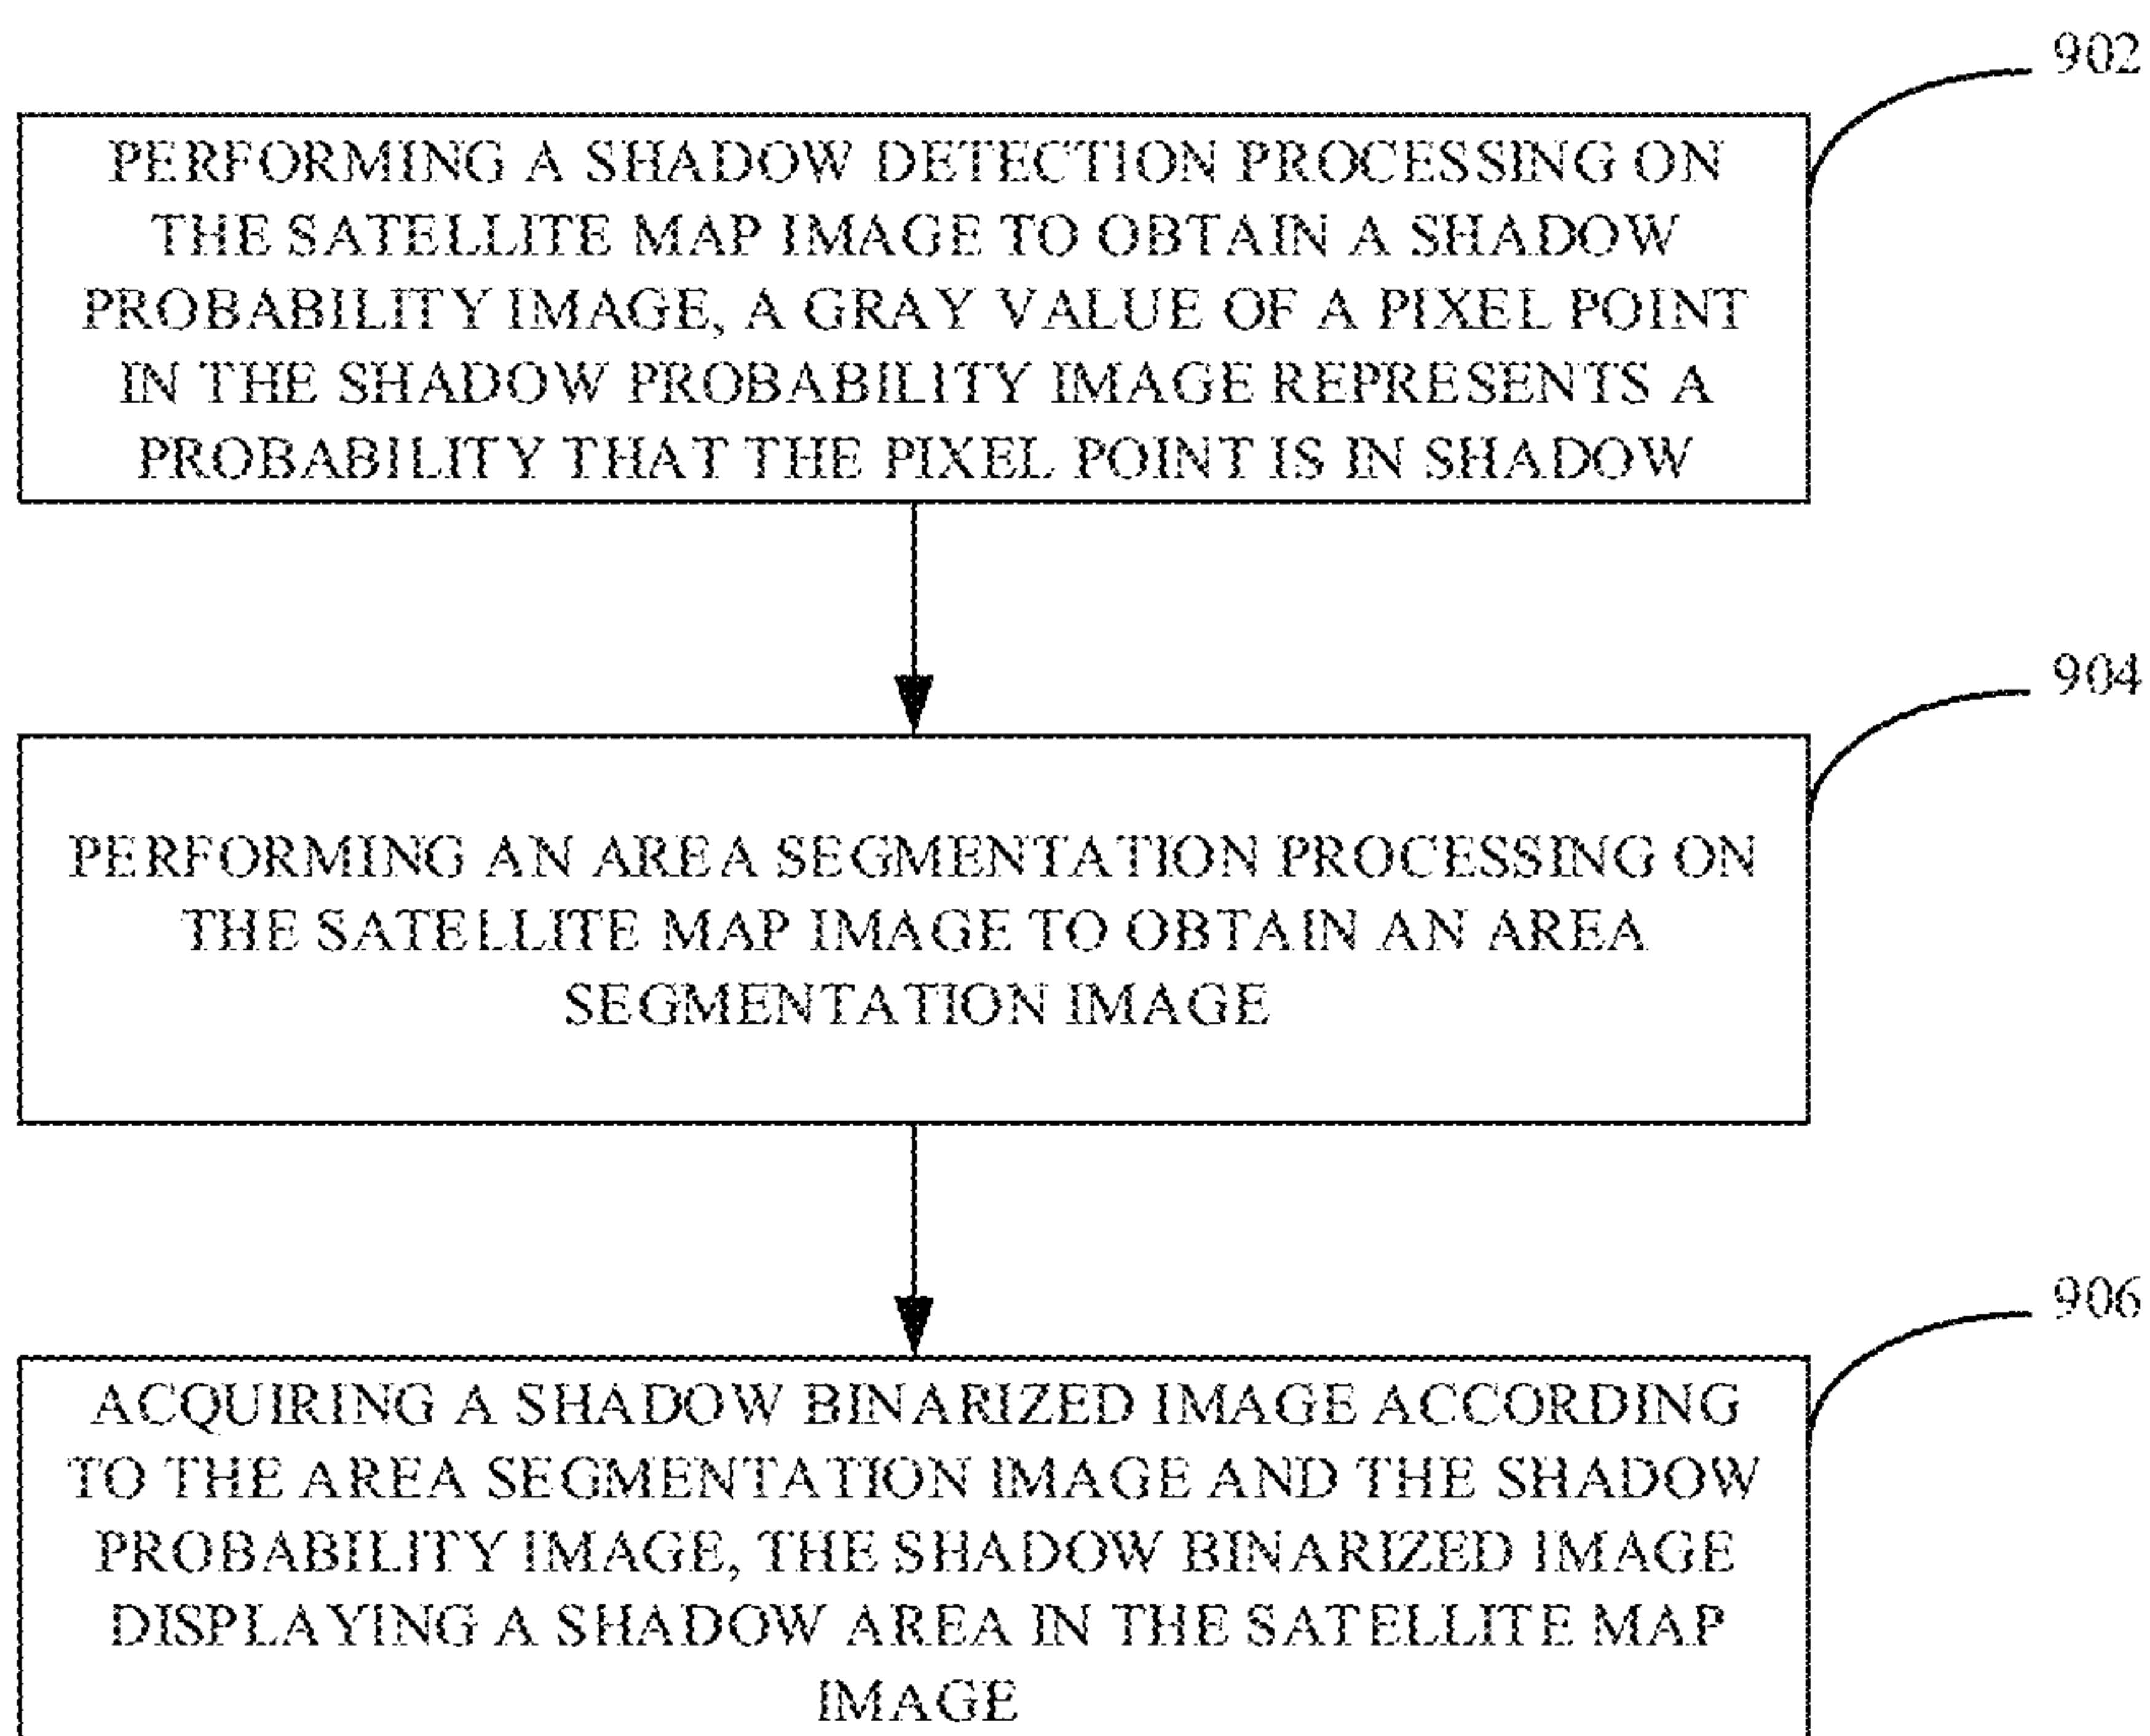 902
PERFORMING A SHADOW DETECTION PROCESSING ON
THE SATELLITE MAP IMAGE TO OBTAIN A SHADOW
PROBABILITY IMAGE, A GRAY VALUE OF A PIXEL POINT
IN THE SHADOW PROBABILITY IMAGE REPRESENTS A
PROBABILITY THAT THE PIXEL POINT IS IN SHADOW
904
PERFORMING AN AREA SEGMENTATION PROCESSING ON
THE SATELLITE MAP IMAGE TO OBTAIN AN AREA
SEGMENTATION IMAGE
906
ACQUIRING A SHADOW BINARIZED IMAGE ACCORDING
TO THE AREA SEGMENTATION IMAGE AND THE SHADOW
PROBABILITY IMAGE, THE SHADOW BINARIZED IMAGE
DISPLAYING A SHADOW AREA IN THE SATELLITE MAP
IMAGE